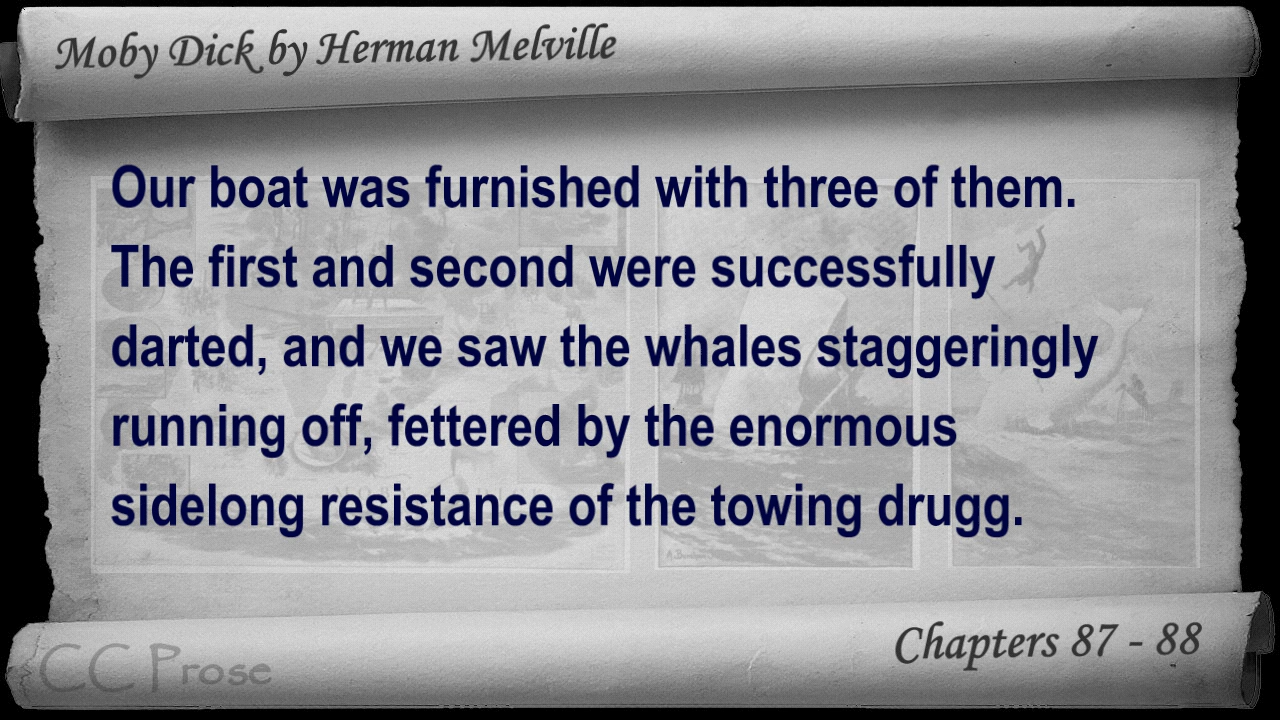 Moby Dick by Herman Melville
Our boat was furnished with three of them.
The first and second were successfully
darted, and we saw the whales staggeringly
running off, fettered by the enormous
sidelong resistance of the towing drugg.
Chapters 87 - 88
CC Prose